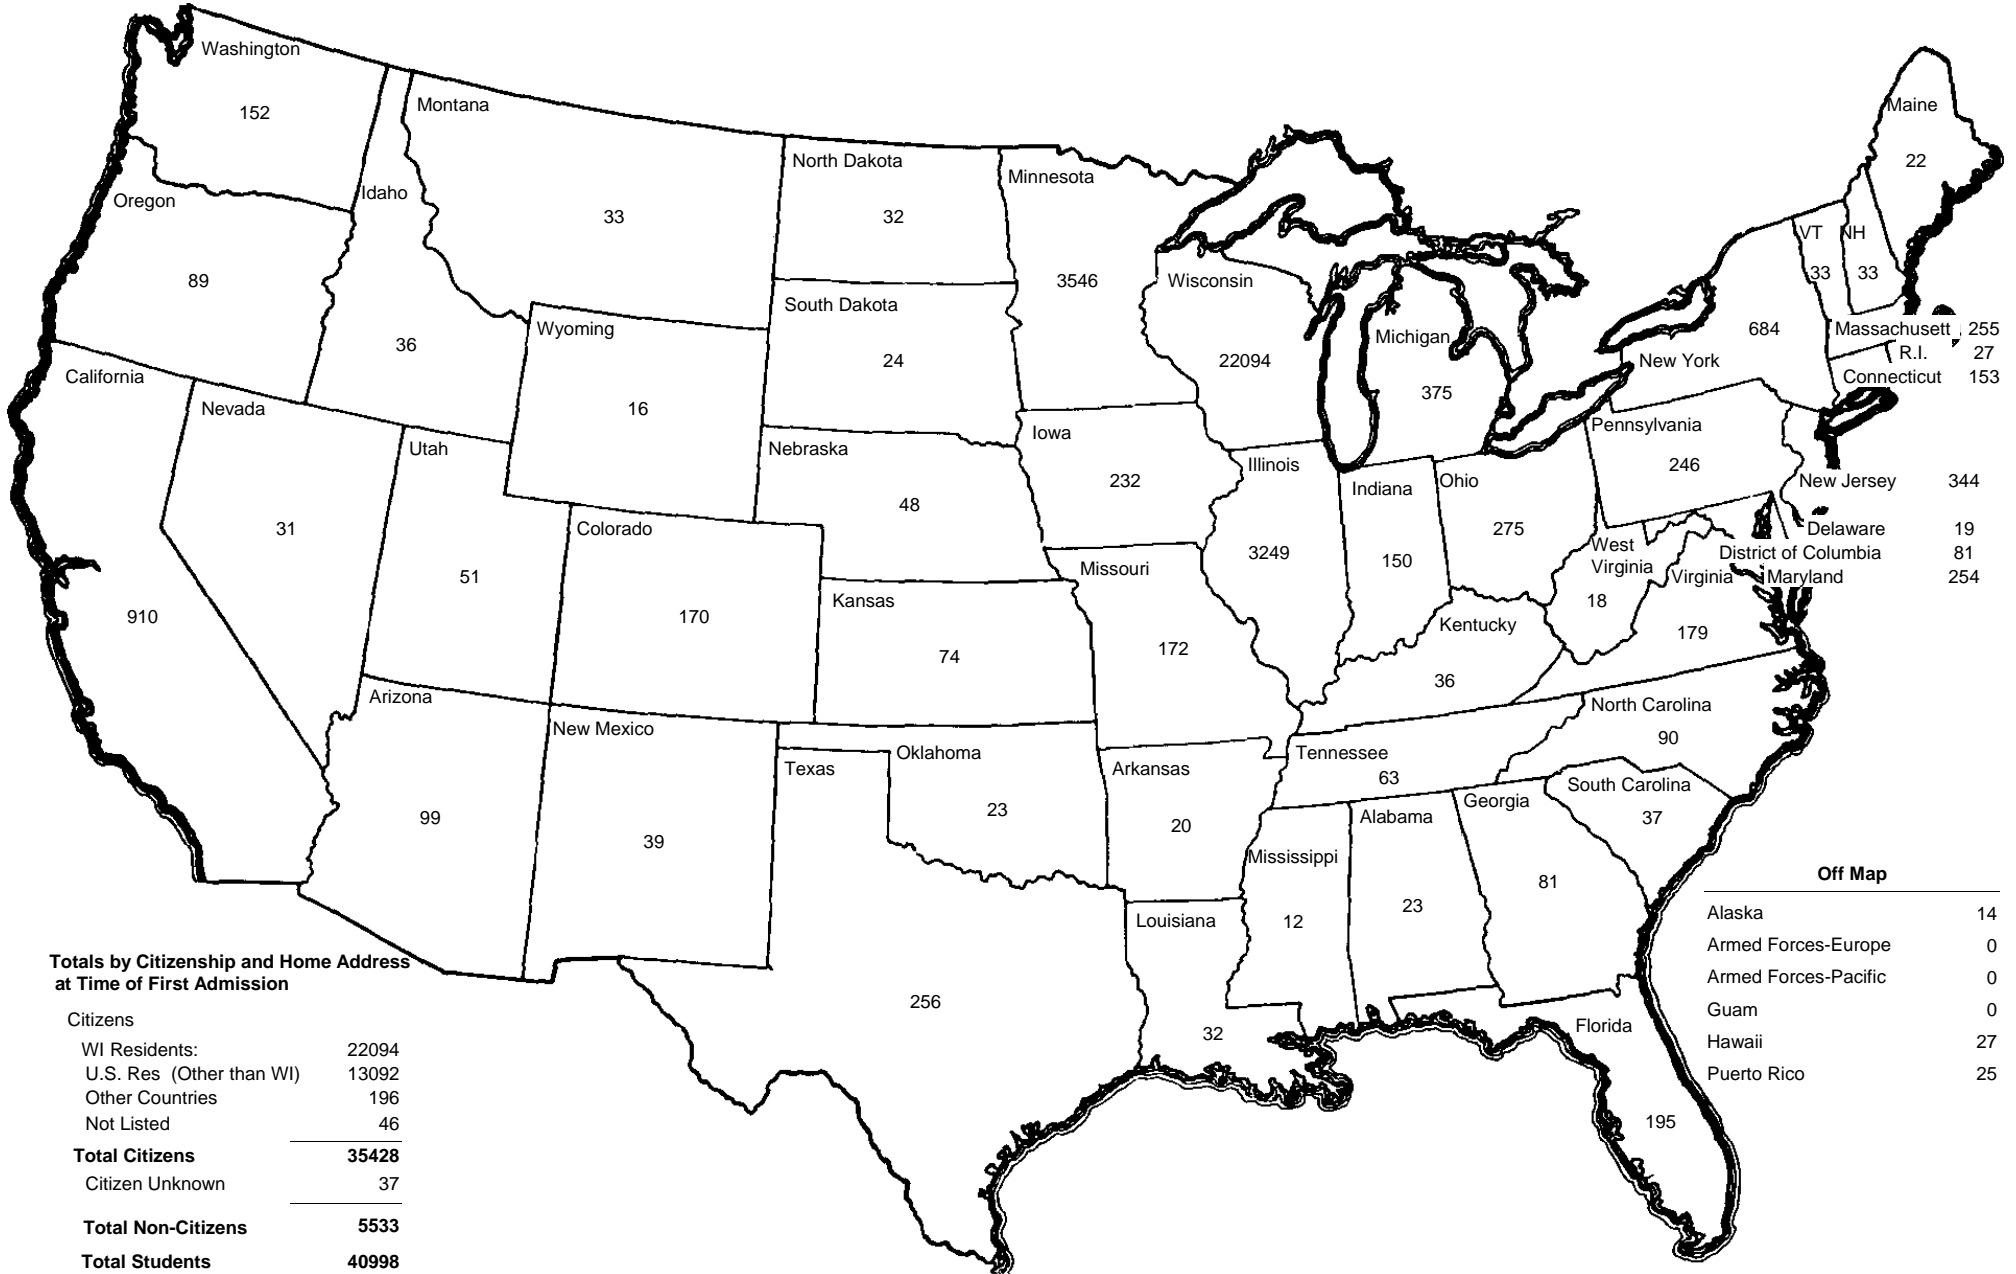 Washington
152
Montana
33
North Dakota
32
Minnesota
3546
Maine
22
Oregon
89
Idaho
36
VT
33
NH
33
South Dakota
24
Wisconsin
22094
Michigan
375
Wyoming
16
684
New York
Massachusett 255
R.I. 27
Connecticut 153
California
910
Nevada
31
Utah
51
Nebraska
48
Iowa
232
Illinois
3249
Indiana
150
Ohio
275
Pennsylvania
246
New Jersey 344
Delaware 19
District of Columbia 81
Maryland 254
Colorado
170
Kansas
74
Missouri
172
West
Virginia
18
Virginia
179
Kentucky
36
Arizona
99
New Mexico
39
Texas
256
Oklahoma
23
Arkansas
20
Tennessee
63
North Carolina
90
South Carolina
37
Georgia
81
Alabama
23
Mississippi
12
Louisiana
32
Florida
195
Off Map
Alaska 14
Armed Forces-Europe 0
Armed Forces-Pacific 0
Guam 0
Hawaii 27
Puerto Rico 25
Totals by Citizenship and Home Address
at Time of First Admission
Citizens
WI Residents: 22094
U.S. Res (Other than WI) 13092
Other Countries 196
Not Listed 46
Total Citizens 35428
Citizen Unknown 37
Total Non-Citizens 5533
Total Students 40998